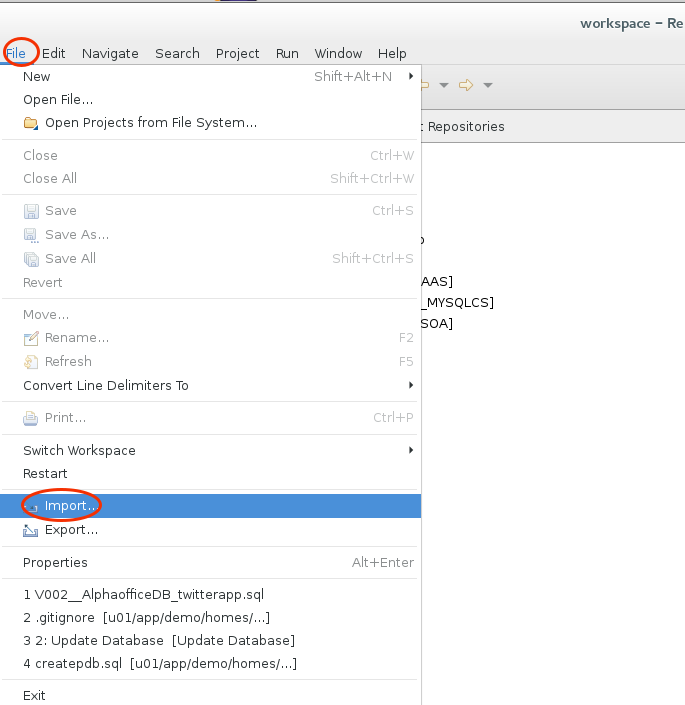 workspace – Re
File Edit Navigate Search Project Run Window Help
New Shift+Alt+N
Open File...
Open Projects from File System...
t Repositories
Close Ctrl+W
Close All Shift+Ctrl+W
Save Ctrl+S
Save As...
Save All Shift+Ctrl+S
Revert
AAS]
_MYSQLCS]
SOA]
Move...
Rename... F2
Refresh F5
Convert Line Delimiters To
Print... Ctrl+P
Switch Workspace
Restart
Import...
Export...
Properties Alt+Enter
1 V002__AlphaofficeDB_twitterapp.sql
2 .gitignore [u01/app/demo/homes/...]
3 2: Update Database [Update Database]
4 createpdb.sql [u01/app/demo/homes/...]
Exit